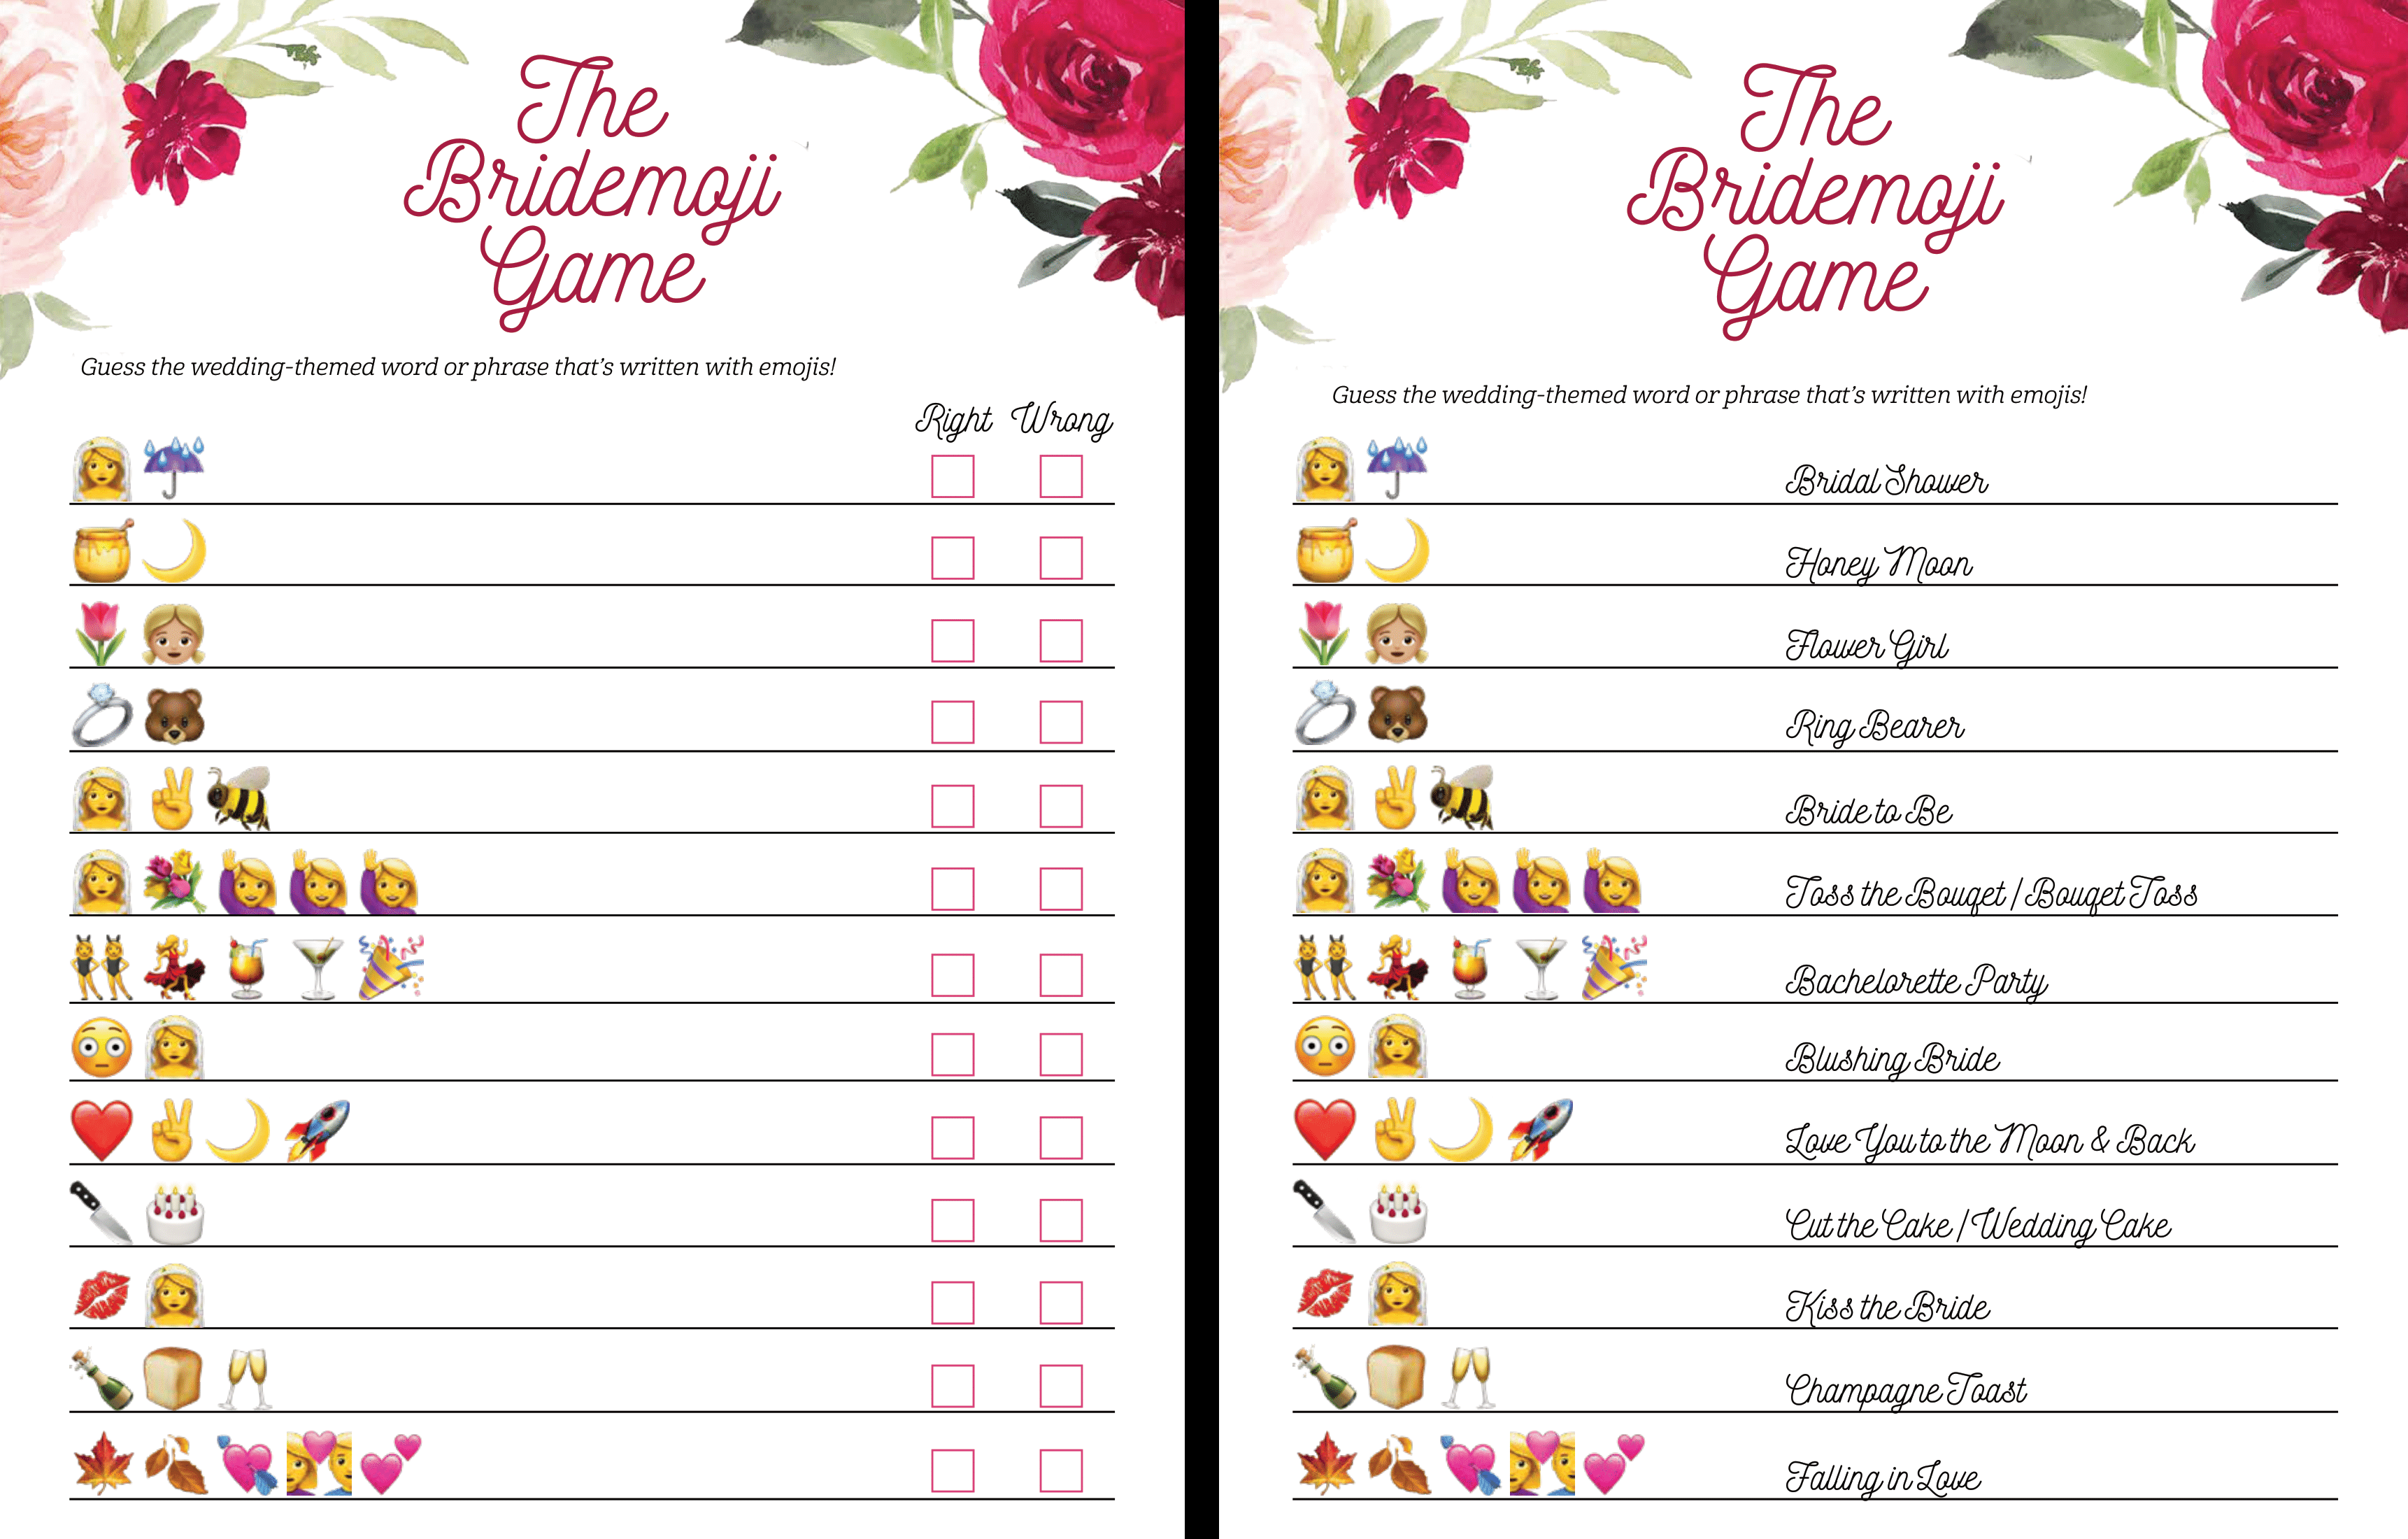 The
Bridemoji
Game
Guess the wedding-themed word or phrase that's written with emojis!
Right Wrong
The
Bridemoji
Game
Guess the wedding-themed word or phrase that's written with emojis!
Bridal Shower
Honey Moon
Flower Girl
Ring Bearer
Bride to Be
Toss the Bouqet / Bouqet Toss
Bachelorette Party
Blushing Bride
Love You to the Moon & Back
Cut the Cake / Wedding Cake
Kiss the Bride
Champagne Toast
Falling in Love